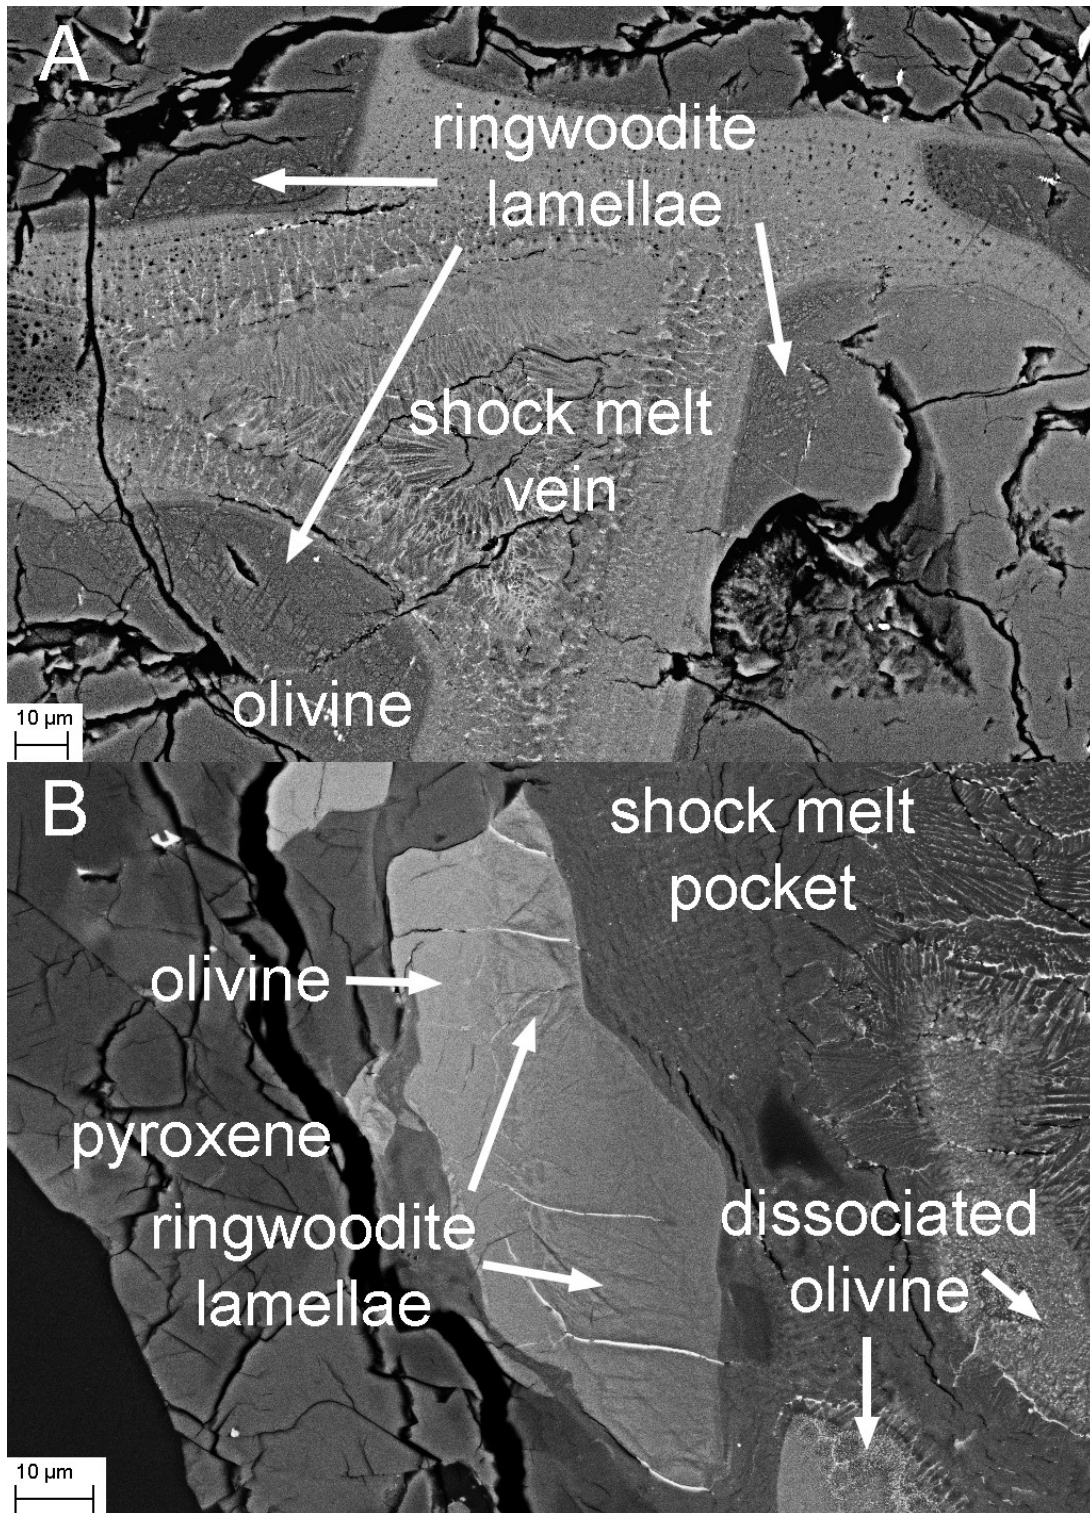 A
ringwoodite
lamellae
shock melt
vein
olivine
10 µm
B
shock melt
pocket
olivine
pyroxene
ringwoodite
lamellae
dissociated
olivine
10 µm